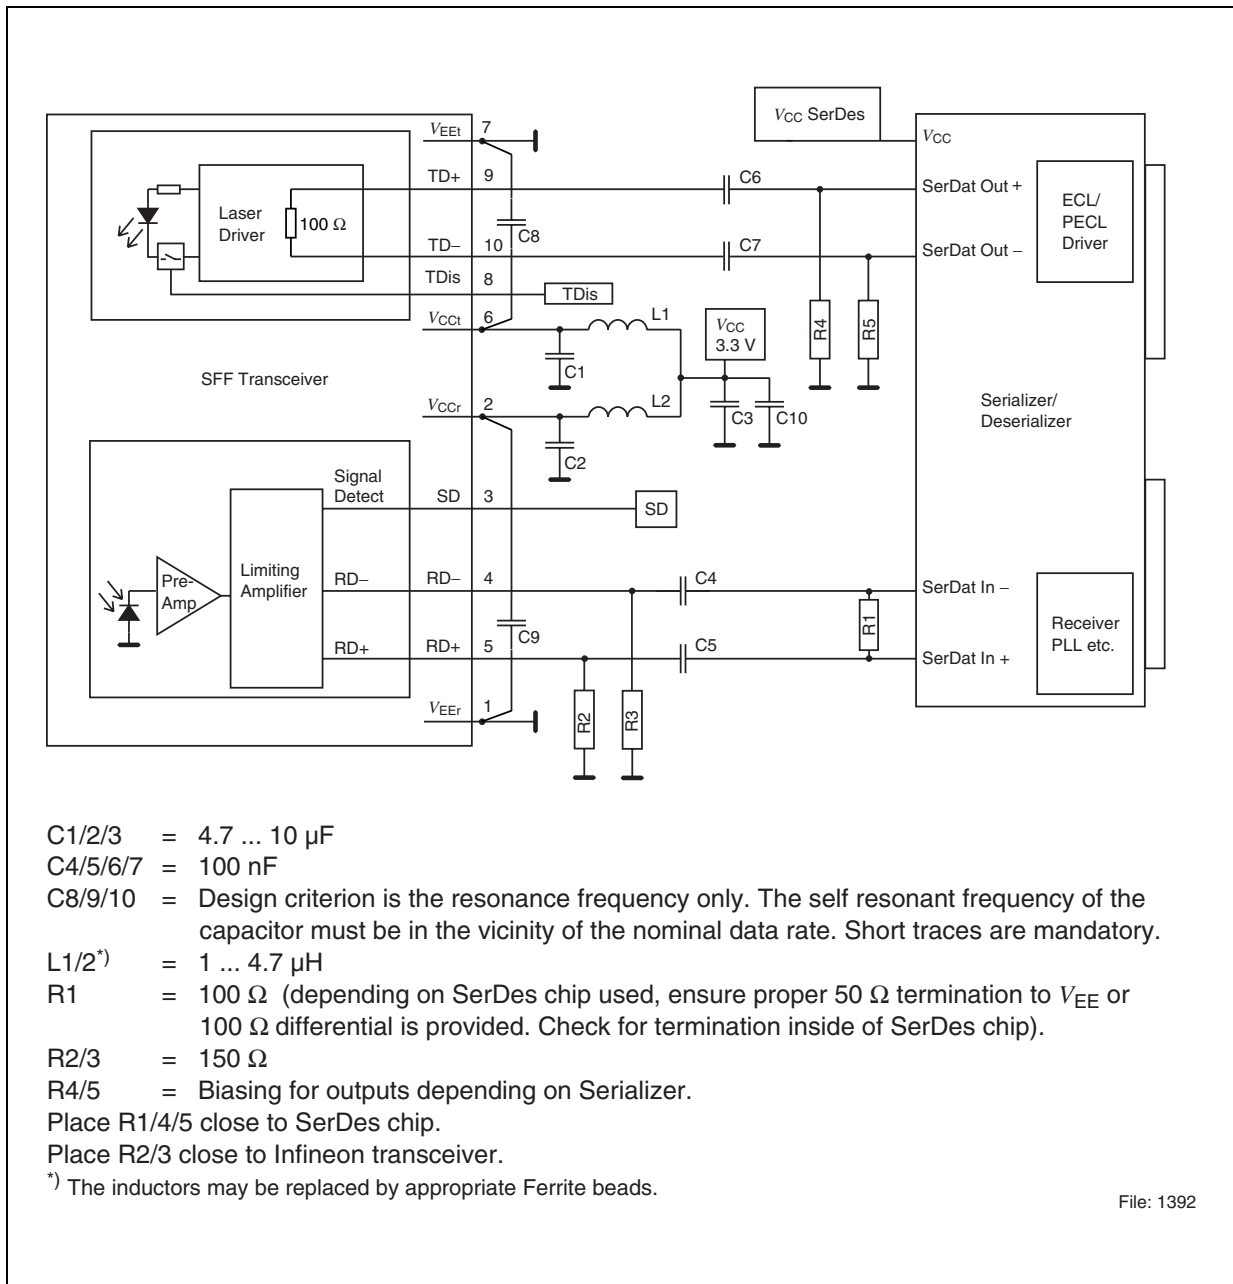 V_CC SerDes
V_EEt 7
V_CC
TD+ 9
C6
SerDat Out +
ECL/
PECL
Driver
Laser
Driver
100 Ω
C8
TD− 10
C7
SerDat Out −
TDis 8
TDis
V_CCt 6
L1
V_CC
3.3 V
R4
R5
C1
SFF Transceiver
Serializer/
Deserializer
V_CCr 2
L2
C3
C10
C2
Signal
Detect
SD 3
SD
Pre-
Amp
Limiting
Amplifier
RD−
RD− 4
C4
SerDat In −
R1
Receiver
PLL etc.
C9
RD+
RD+ 5
C5
SerDat In +
V_EEr 1
R2
R3
C1/2/3 = 4.7 ... 10 µF
C4/5/6/7 = 100 nF
C8/9/10 = Design criterion is the resonance frequency only. The self resonant frequency of the
capacitor must be in the vicinity of the nominal data rate. Short traces are mandatory.
L1/2*) = 1 ... 4.7 µH
R1 = 100 Ω (depending on SerDes chip used, ensure proper 50 Ω termination to V_EE or
100 Ω differential is provided. Check for termination inside of SerDes chip).
R2/3 = 150 Ω
R4/5 = Biasing for outputs depending on Serializer.
Place R1/4/5 close to SerDes chip.
Place R2/3 close to Infineon transceiver.
*) The inductors may be replaced by appropriate Ferrite beads.
File: 1392